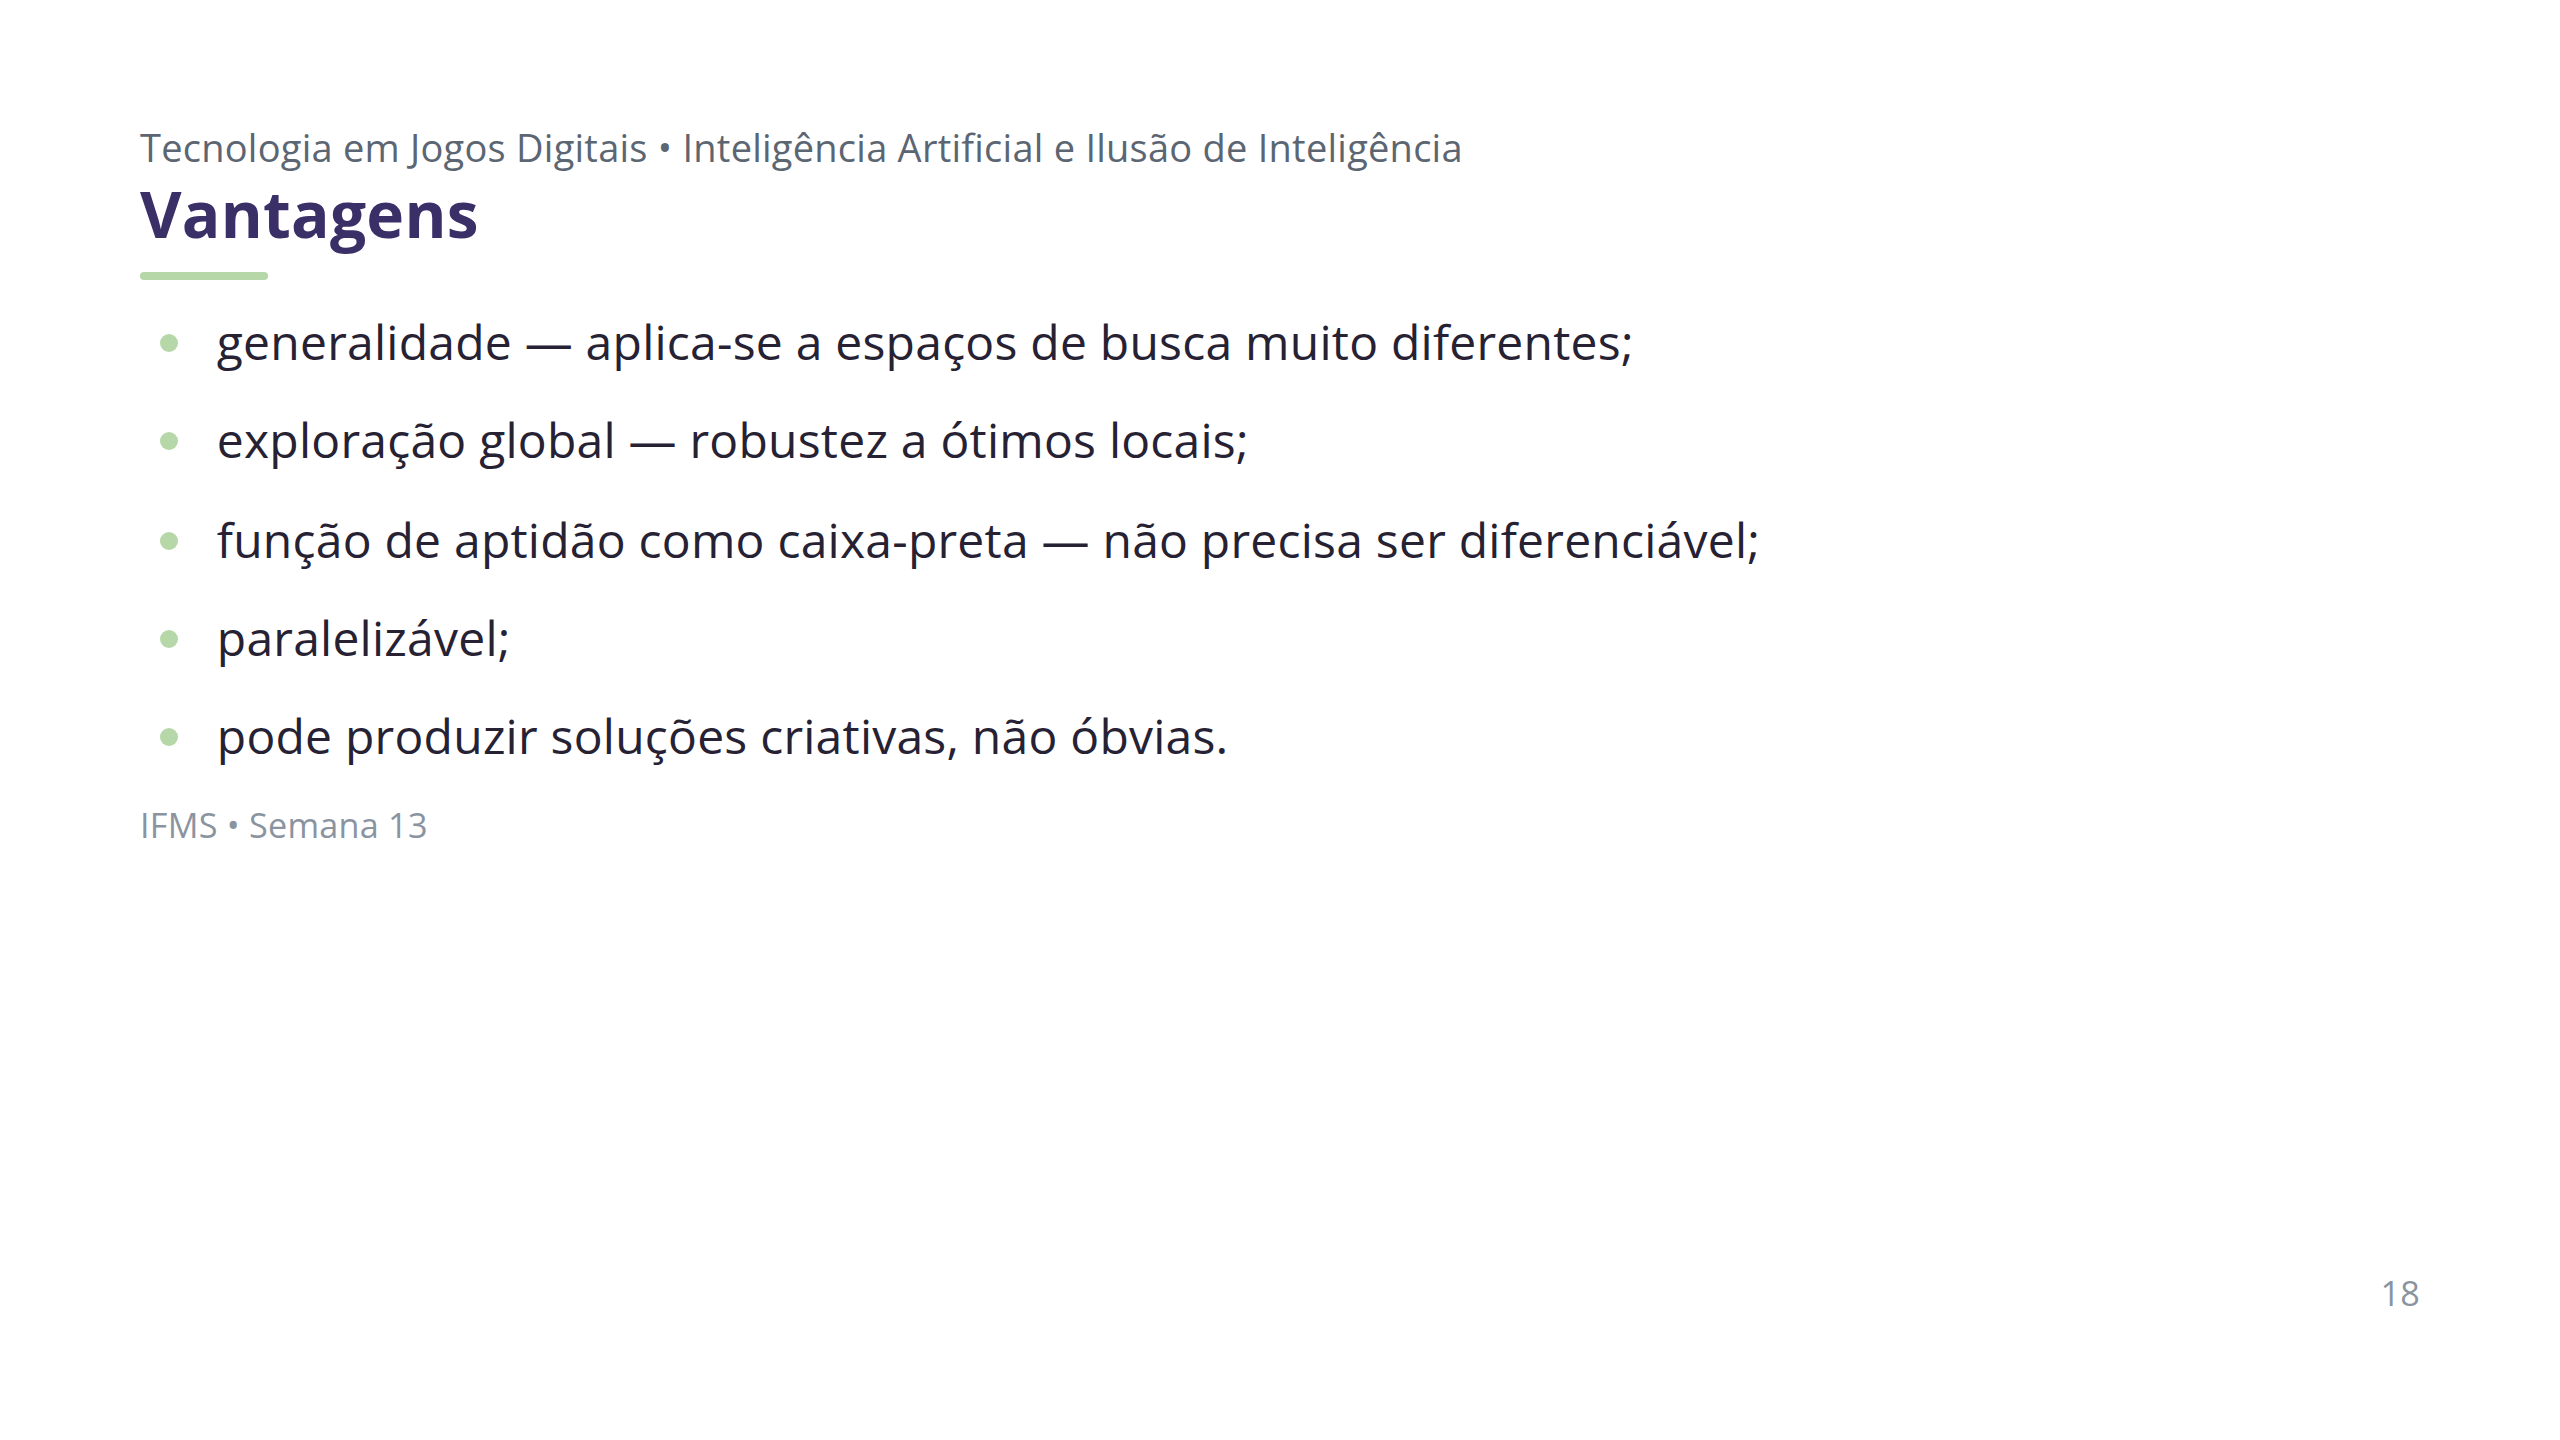 Tecnologia em Jogos Digitais • Inteligência Artificial e Ilusão de Inteligência
Vantagens
• generalidade — aplica-se a espaços de busca muito diferentes;
• exploração global — robustez a ótimos locais;
• função de aptidão como caixa-preta — não precisa ser diferenciável;
• paralelizável;
• pode produzir soluções criativas, não óbvias.
IFMS • Semana 13
18